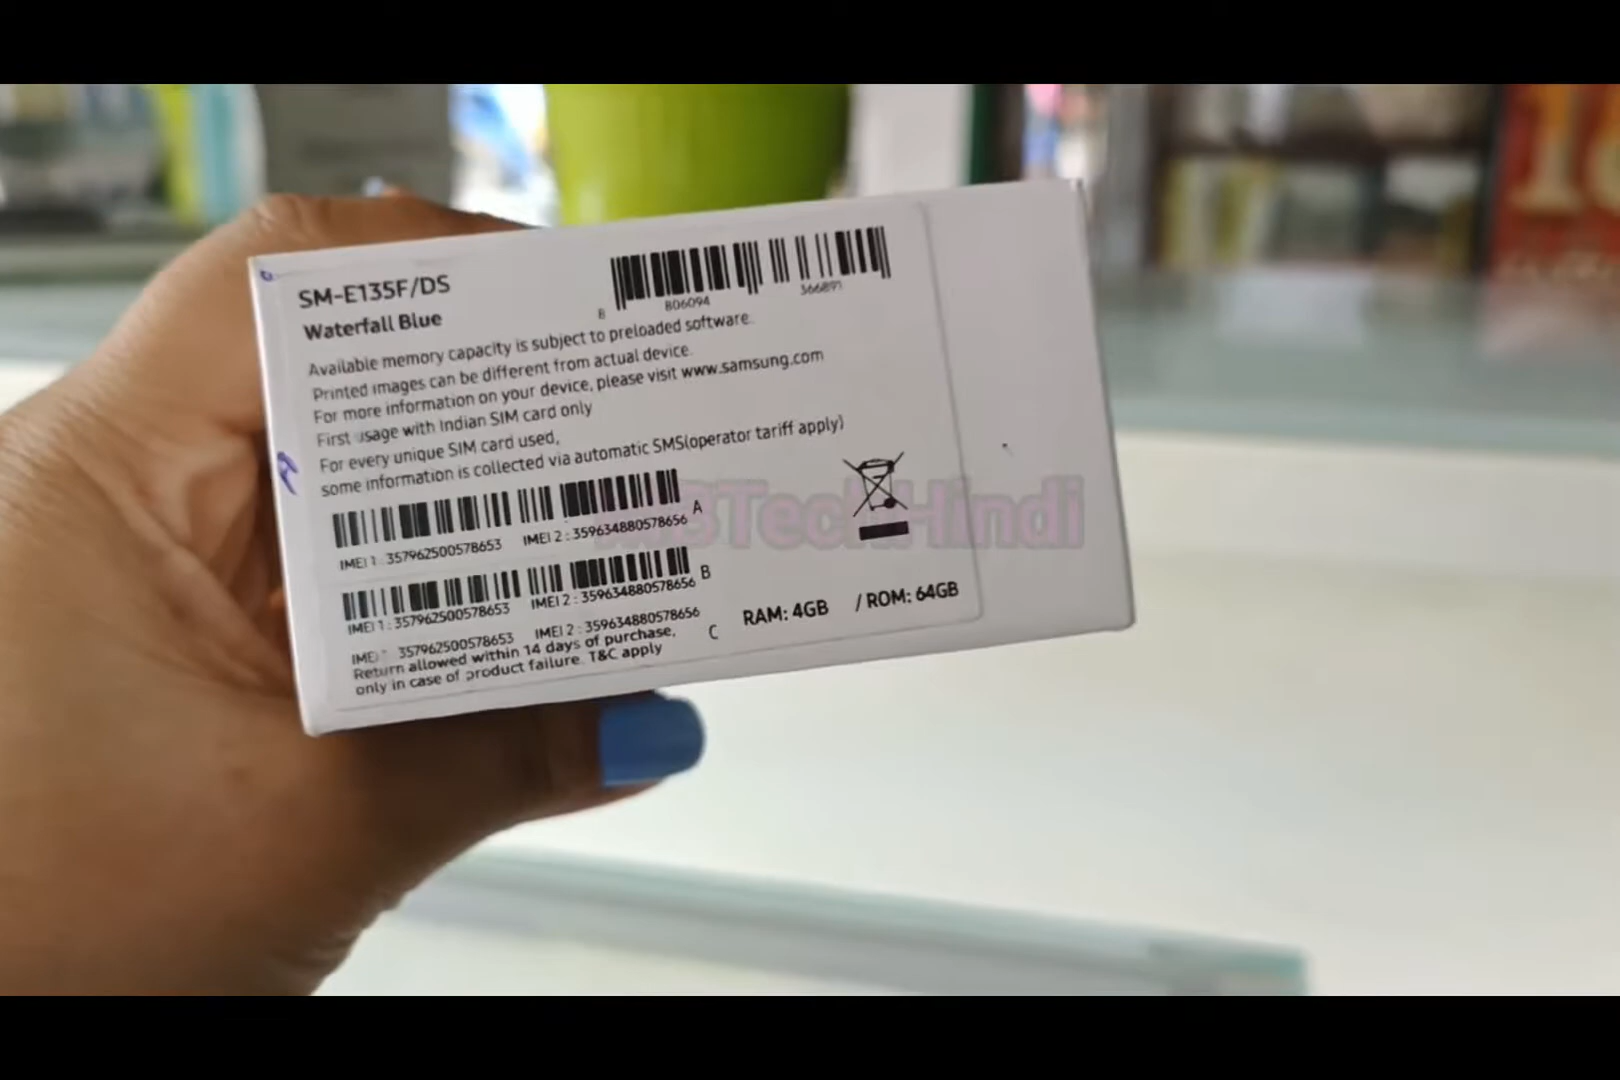 SM-E135F/DS
Waterfall Blue
8 806094 366891
Available memory capacity is subject to preloaded software.
Printed images can be different from actual device.
For more information on your device, please visit www.samsung.com
First usage with Indian SIM card only
For every unique SIM card used,
some information is collected via automatic SMS(operator tariff apply)
IMEI 1 : 357962500578653 IMEI 2 : 359634880578656 A
IMEI 1 : 357962500578653 IMEI 2 : 359634880578656 B
IMEI 357962500578653 IMEI 2 : 359634880578656 C
Return allowed within 14 days of purchase,
only in case of product failure. T&C apply
RAM: 4GB / ROM: 64GB